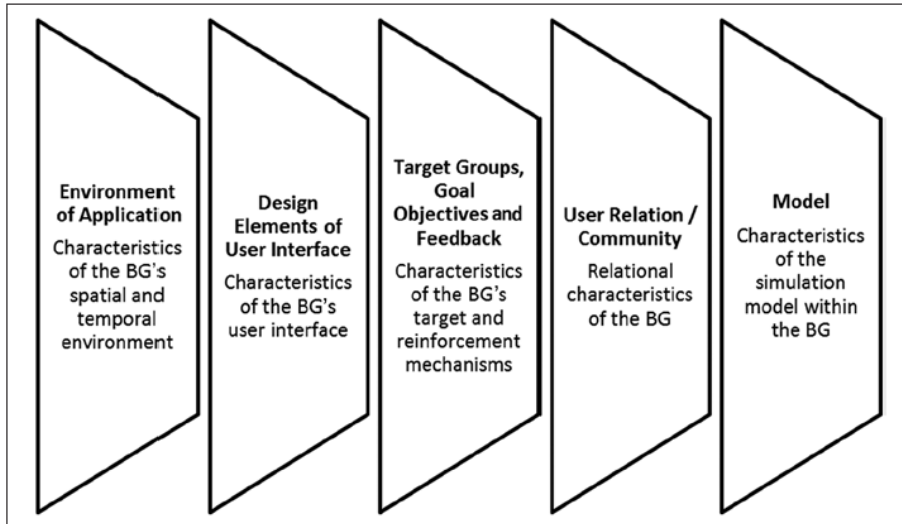 Environment
of Application
Characteristics
of the BG's
spatial and
temporal
environment
Design
Elements of
User Interface
Characteristics
of the BG's
user interface
Target Groups,
Goal
Objectives and
Feedback
Characteristics
of the BG's
target and
reinforcement
mechanisms
User Relation /
Community
Relational
characteristics
of the BG
Model
Characteristics
of the
simulation
model within
the BG